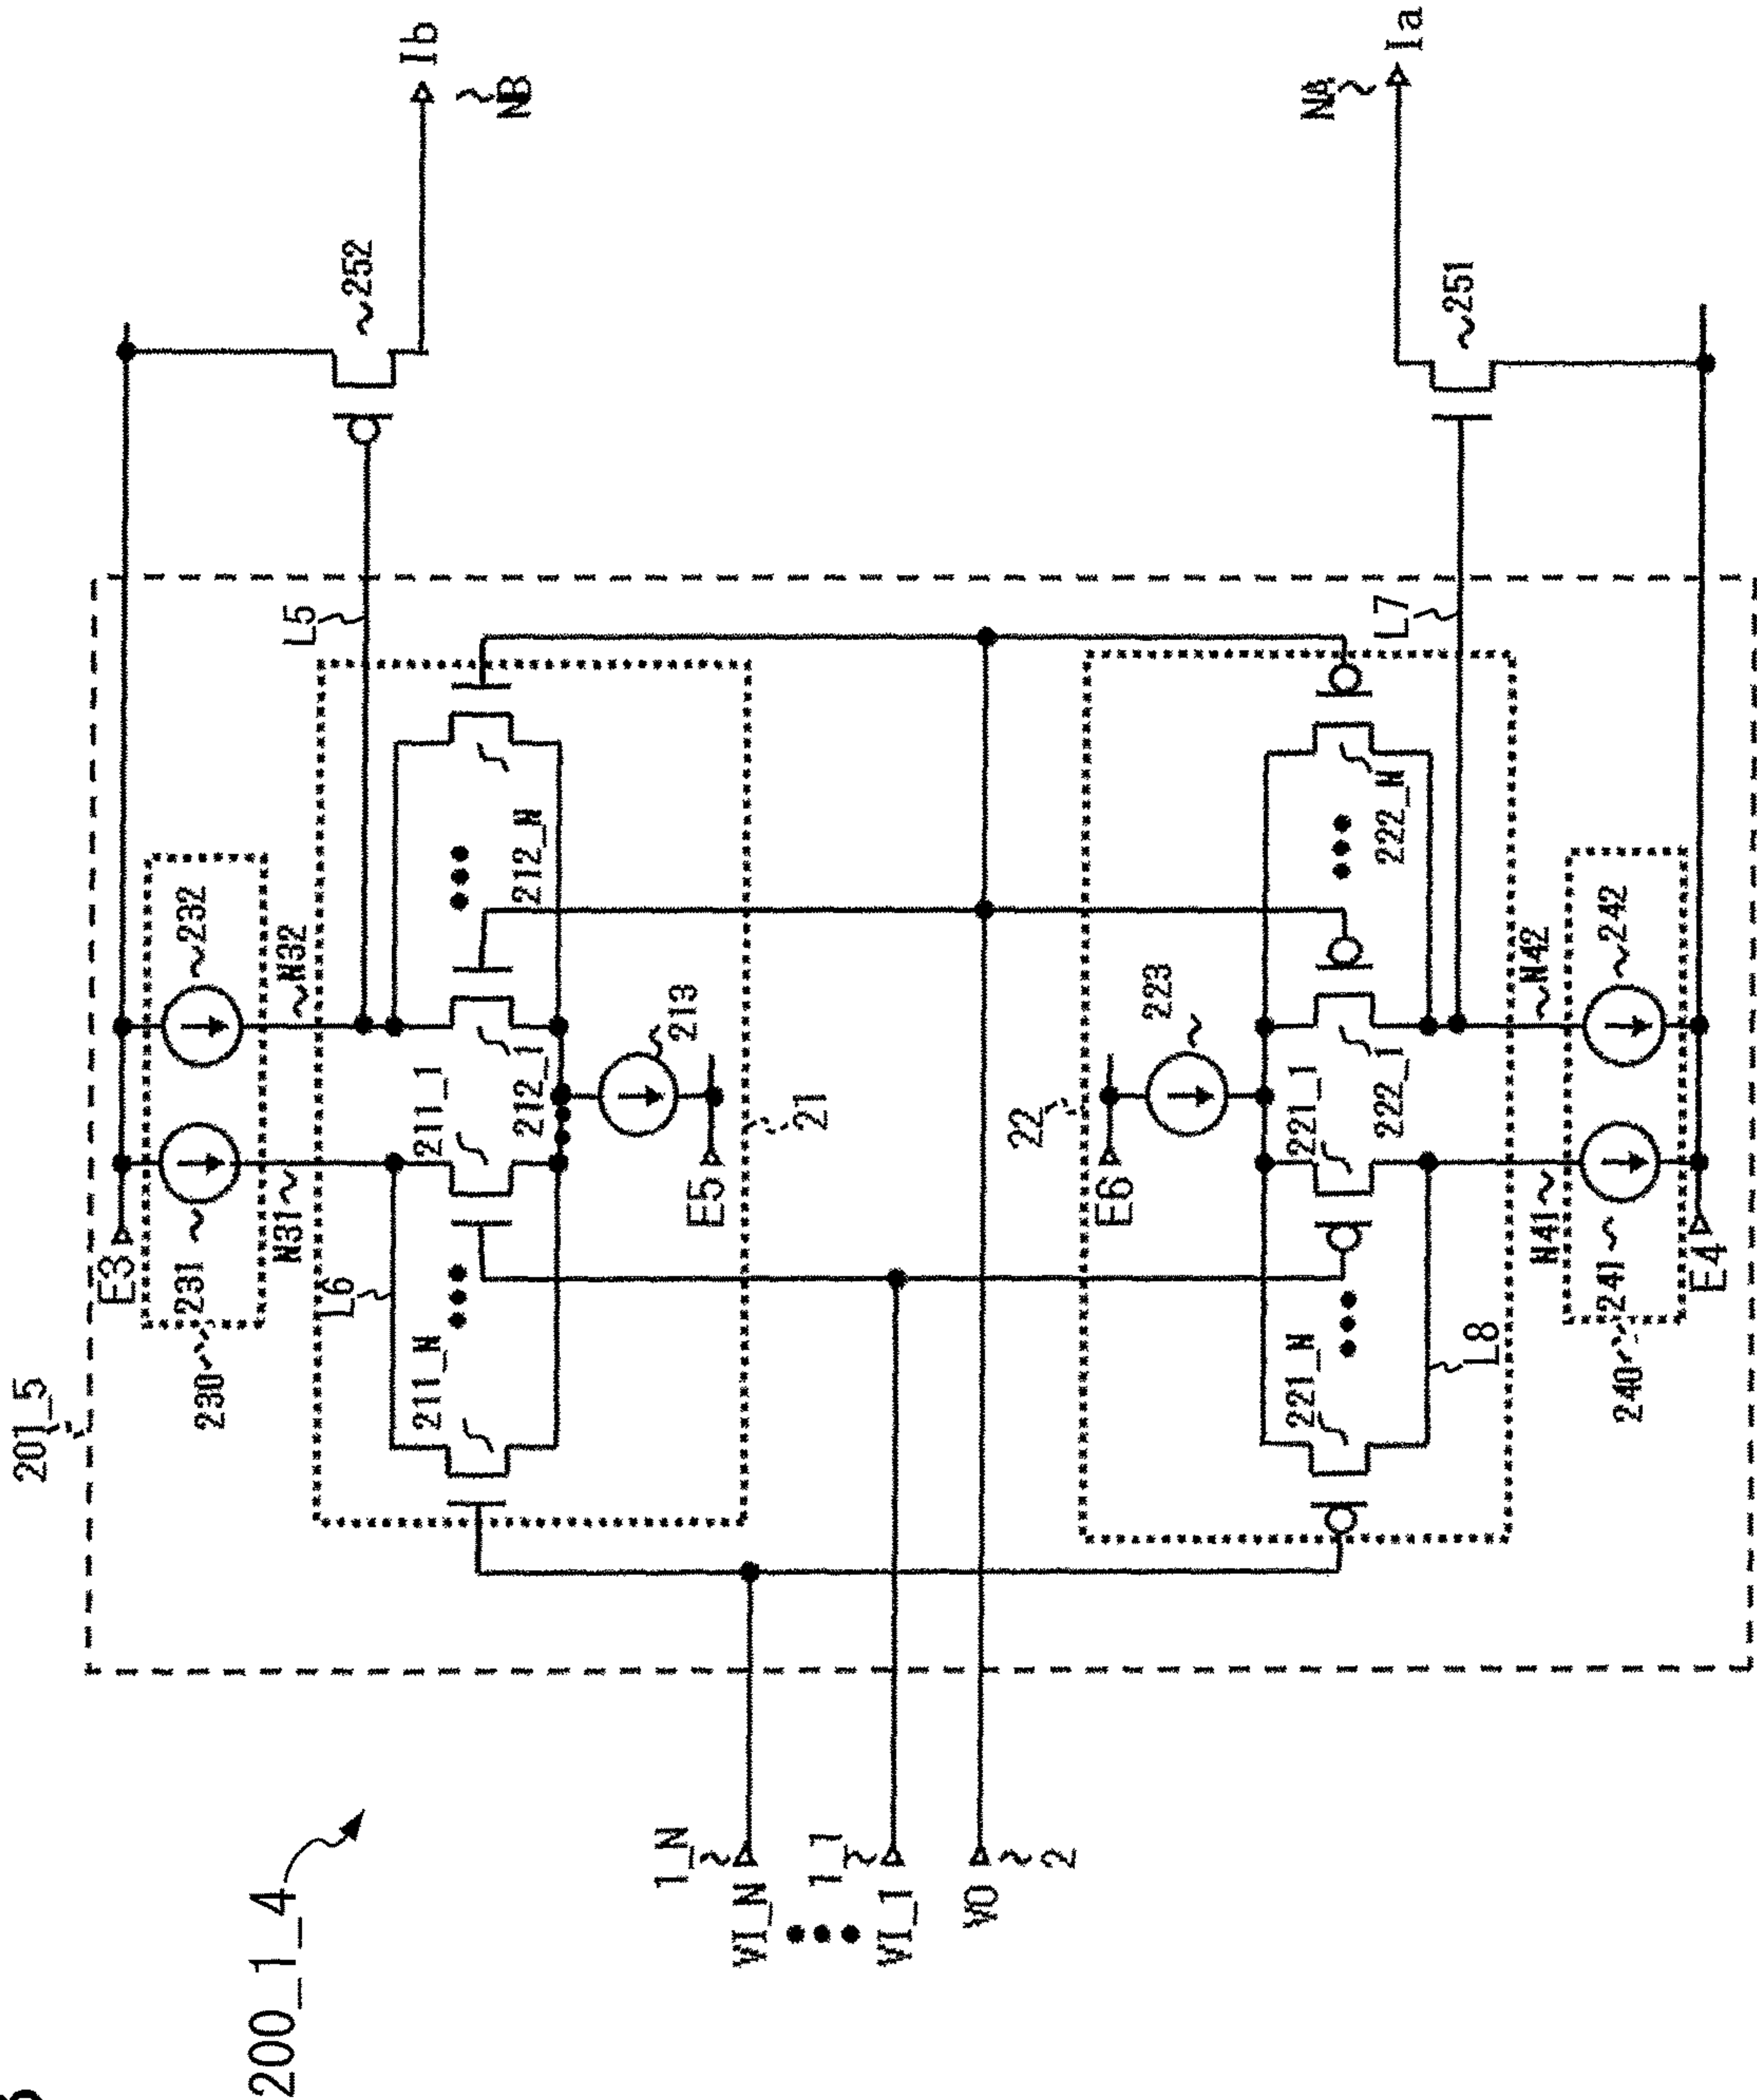 200_1_4
201_5
E3
230
231
232
N31
N32
L5
L6
252
Ib
NB
211_N
211_1
212_1
212_N
213
E5
21
VI_N
1_N
VI_1
1_1
VO
2
22
E6
223
221_N
221_1
222_1
222_N
L7
L8
N41
N42
240
241
242
E4
251
NA
Ia